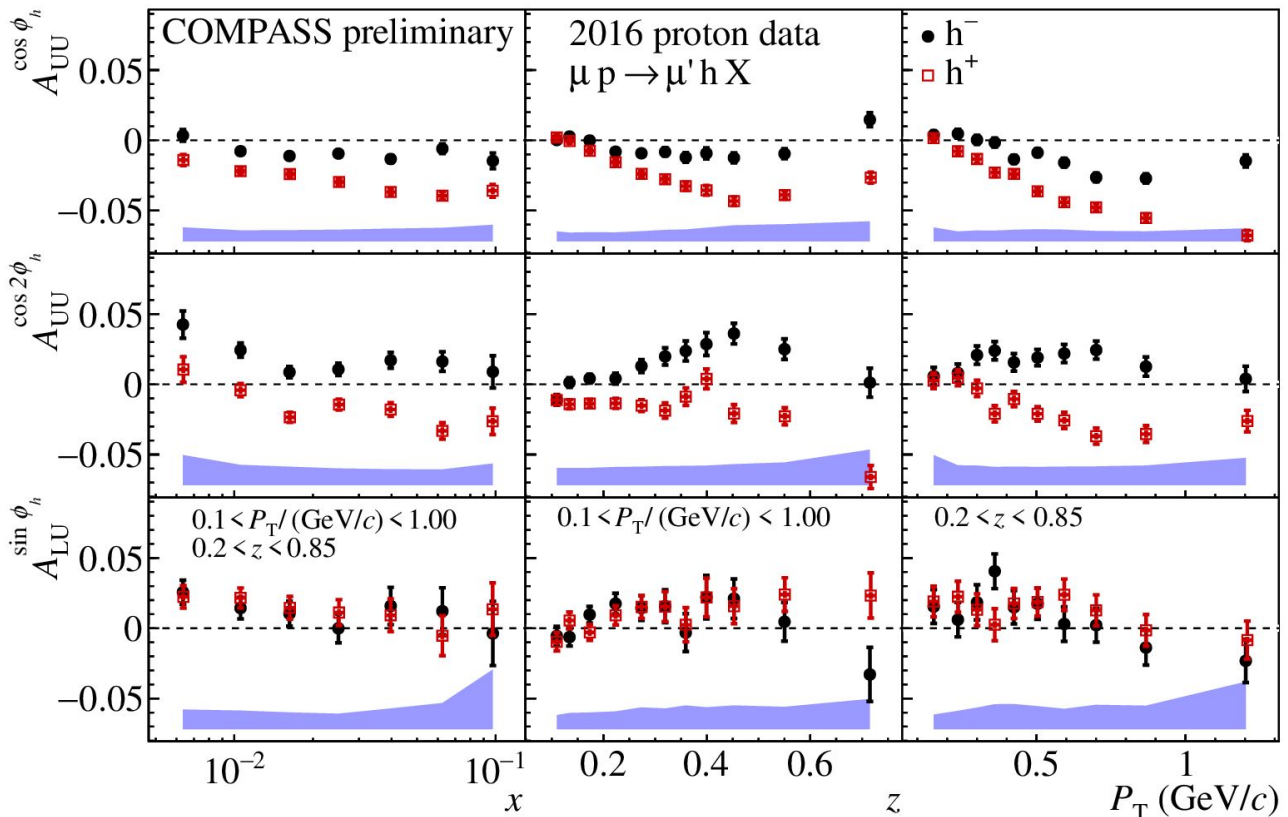 COMPASS preliminary
2016 proton data
μ p → μ' h X
h⁻
h⁺
A_UU^{cos ϕ_h}
0.05
0
−0.05
A_UU^{cos 2ϕ_h}
0.05
0
−0.05
A_LU^{sin ϕ_h}
0.1 < P_T / (GeV/c) < 1.00
0.2 < z < 0.85
0.1 < P_T / (GeV/c) < 1.00
0.2 < z < 0.85
0.05
0
−0.05
10⁻²
10⁻¹
0.2
0.4
0.6
0.5
1
x
z
P_T (GeV/c)